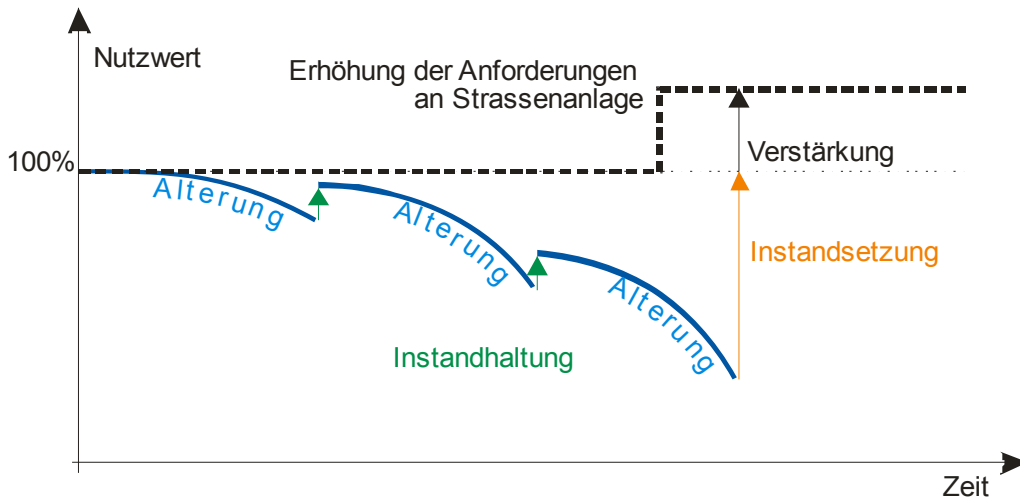 Nutzwert
Erhöhung der Anforderungen
an Strassenanlage
100%
Verstärkung
Alterung
Alterung
Instandsetzung
Alterung
Instandhaltung
Zeit